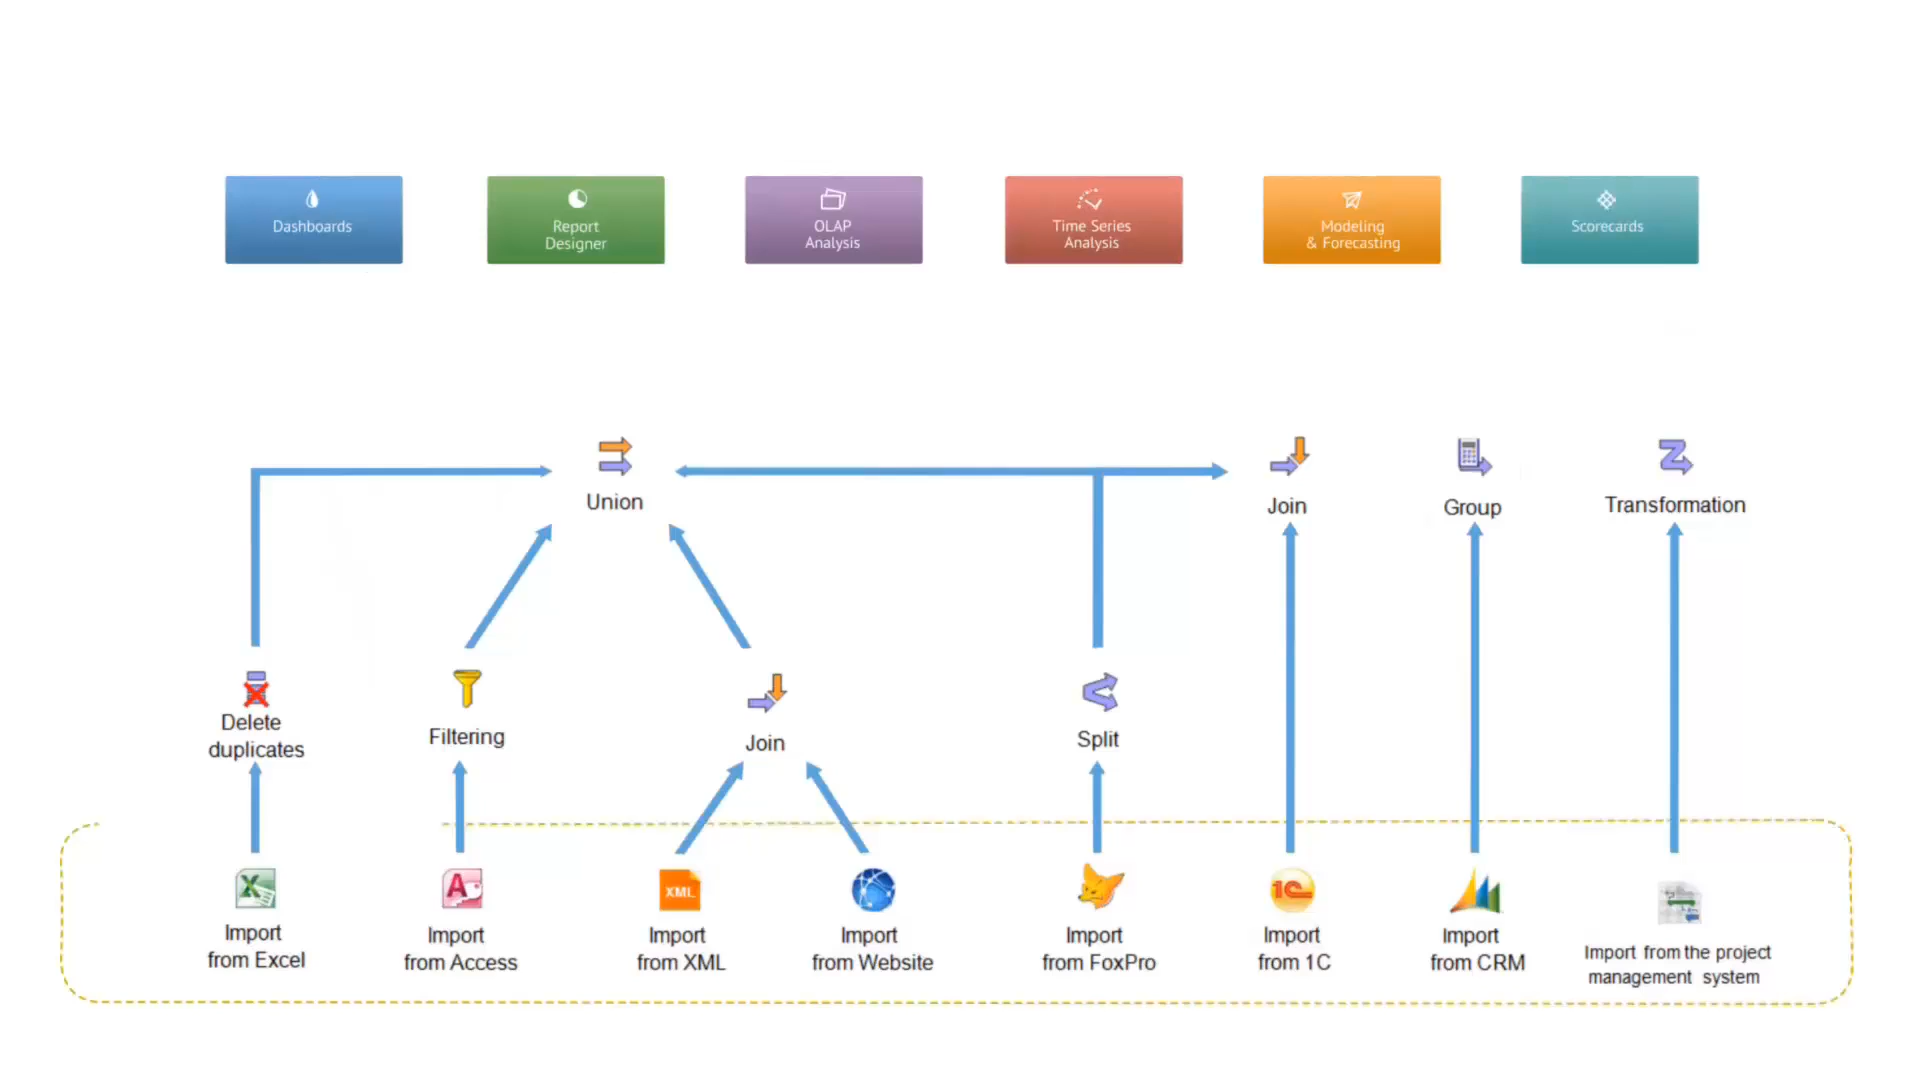 Dashboards
Report
Designer
OLAP
Analysis
Time Series
Analysis
Modeling
& Forecasting
Scorecards
Union
Join
Group
Transformation
Delete
duplicates
Filtering
Join
Split
XML
1C
Import
from Excel
Import
from Access
Import
from XML
Import
from Website
Import
from FoxPro
Import
from 1C
Import
from CRM
Import from the project
management system